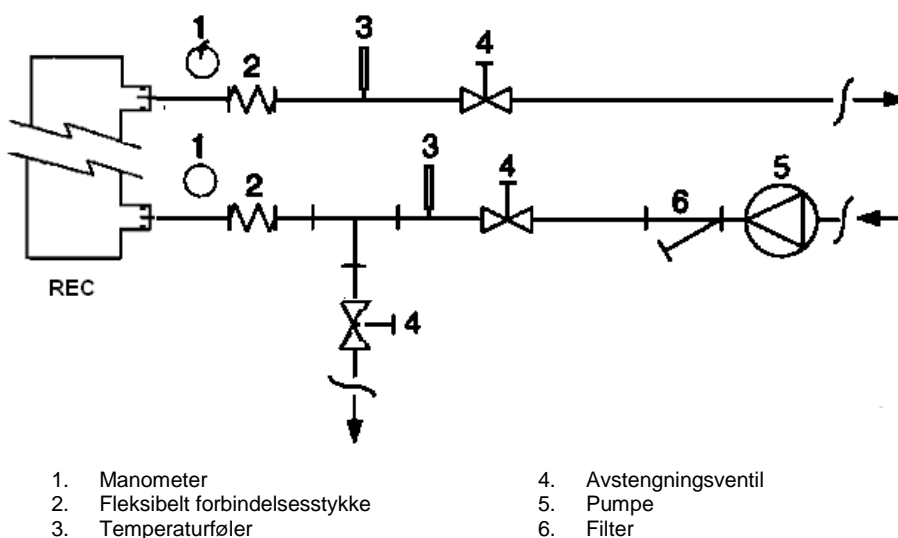 1
2
3
4
1
2
3
4
6
5
REC
4
1. Manometer
2. Fleksibelt forbindelsesstykke
3. Temperaturføler
4. Avstengningsventil
5. Pumpe
6. Filter